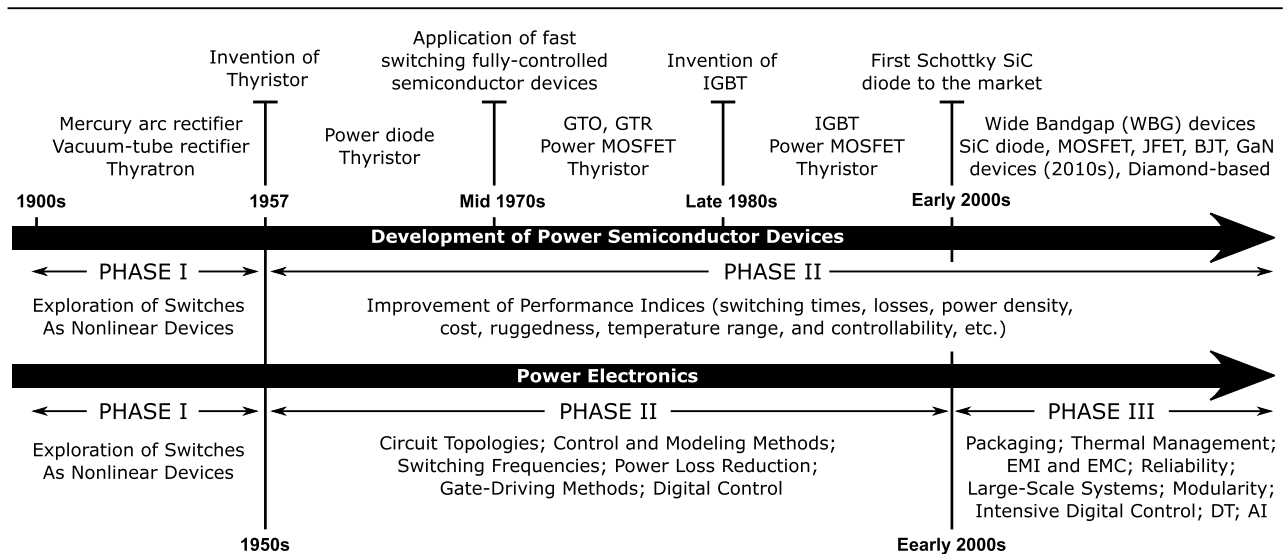 Invention of
Thyristor
Application of fast
switching fully-controlled
semiconductor devices
Invention of
IGBT
First Schottky SiC
diode to the market
Mercury arc rectifier
Vacuum-tube rectifier
Thyratron
Power diode
Thyristor
GTO, GTR
Power MOSFET
Thyristor
IGBT
Power MOSFET
Thyristor
Wide Bandgap (WBG) devices
SiC diode, MOSFET, JFET, BJT, GaN
devices (2010s), Diamond-based
1900s
1957
Mid 1970s
Late 1980s
Early 2000s
Development of Power Semiconductor Devices
PHASE I
PHASE II
Exploration of Switches
As Nonlinear Devices
Improvement of Performance Indices (switching times, losses, power density,
cost, ruggedness, temperature range, and controllability, etc.)
Power Electronics
PHASE I
PHASE II
PHASE III
Exploration of Switches
As Nonlinear Devices
Circuit Topologies; Control and Modeling Methods;
Switching Frequencies; Power Loss Reduction;
Gate-Driving Methods; Digital Control
Packaging; Thermal Management;
EMI and EMC; Reliability;
Large-Scale Systems; Modularity;
Intensive Digital Control; DT; AI
1950s
Eearly 2000s